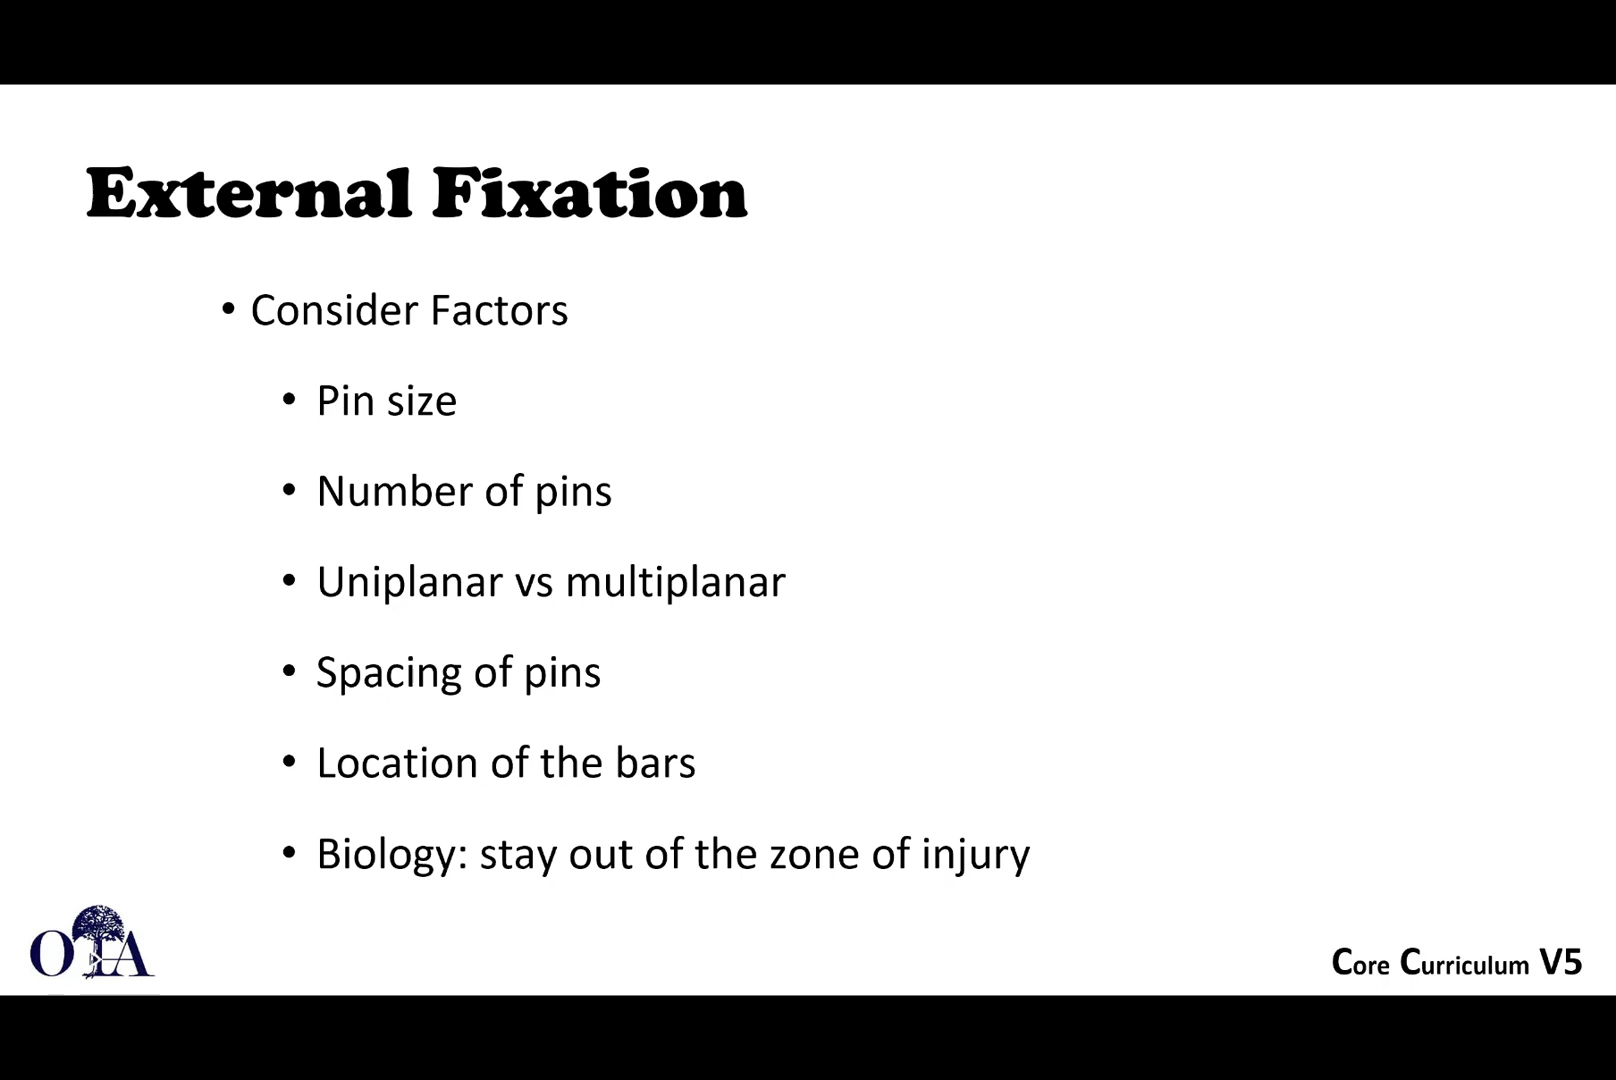 External Fixation
• Consider Factors
• Pin size
• Number of pins
• Uniplanar vs multiplanar
• Spacing of pins
• Location of the bars
• Biology: stay out of the zone of injury
OTA
Core Curriculum V5